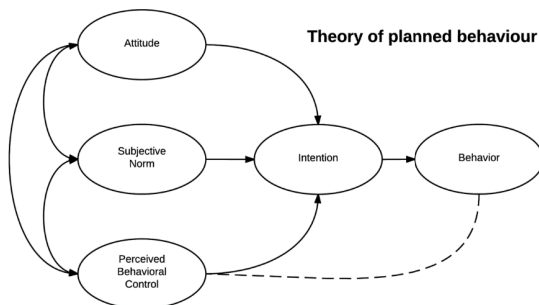 Theory of planned behaviour
Attitude
Subjective
Norm
Intention
Behavior
Perceived
Behavioral
Control